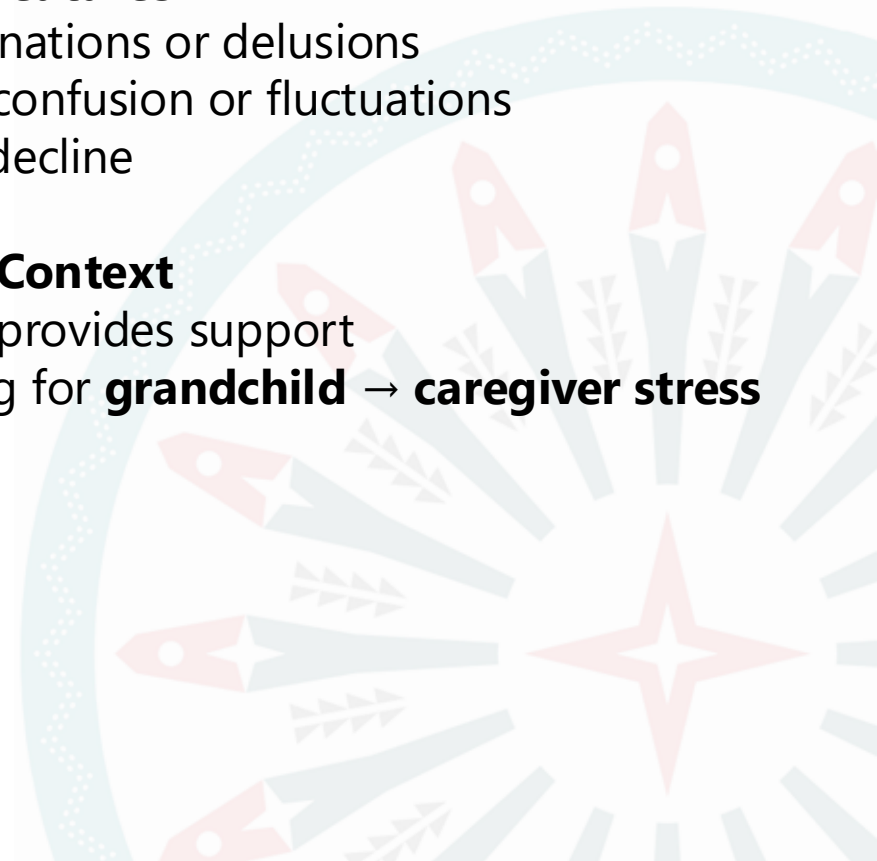 nations or delusions
confusion or fluctuations
decline
Context
provides support
g for grandchild → caregiver stress